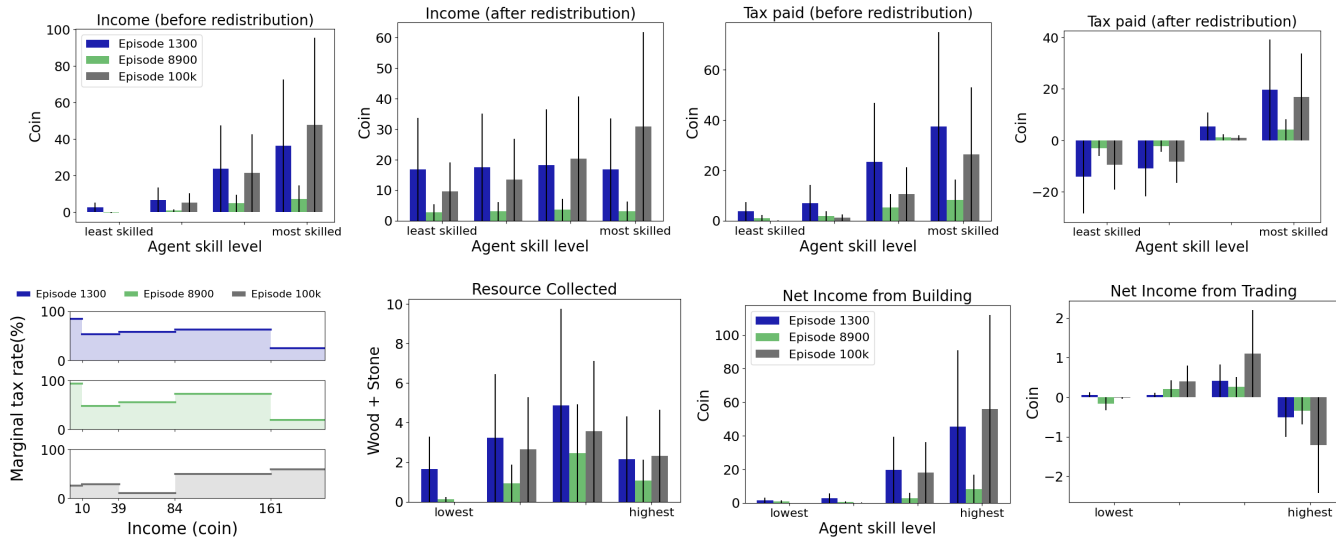 Income (before redistribution)
100
80
60
40
20
0
Coin
Episode 1300
Episode 8900
Episode 100k
least skilled
most skilled
Agent skill level
Income (after redistribution)
60
50
40
30
20
10
0
Coin
least skilled
most skilled
Agent skill level
Tax paid (before redistribution)
60
40
20
0
Coin
least skilled
most skilled
Agent skill level
Tax paid (after redistribution)
40
20
0
−20
Coin
least skilled
most skilled
Agent skill level
Episode 1300
Episode 8900
Episode 100k
Marginal tax rate(%)
100
0
100
0
100
0
10
39
84
161
Income (coin)
Resource Collected
10
8
6
4
2
0
Wood + Stone
lowest
highest
Net Income from Building
100
80
60
40
20
0
Coin
Episode 1300
Episode 8900
Episode 100k
lowest
highest
Agent skill level
Net Income from Trading
2
1
0
−1
−2
Coin
lowest
highest